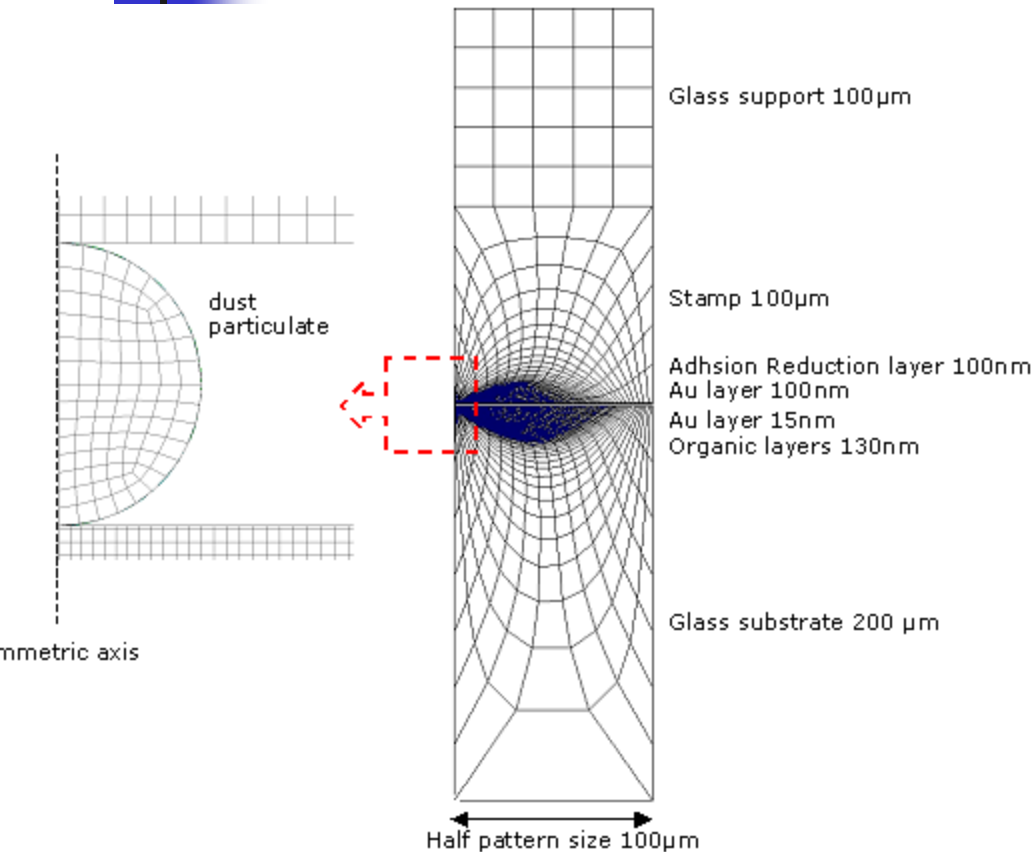 Glass support 100µm
dust
particulate
Stamp 100µm
Adhsion Reduction layer 100nm
Au layer 100nm
Au layer 15nm
Organic layers 130nm
Glass substrate 200 µm
mmetric axis
Half pattern size 100µm